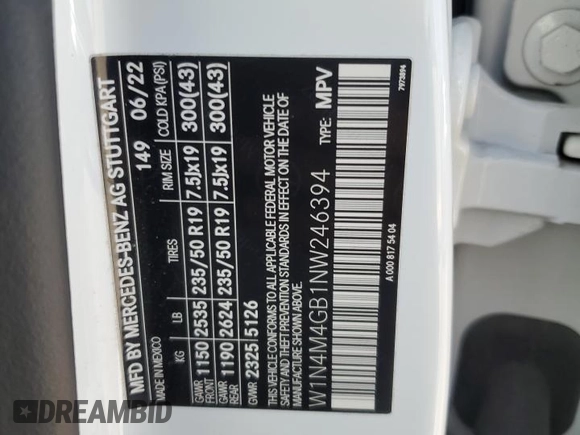 MFD BY MERCEDES-BENZ AG STUTTGART
MADE IN MEXICO 149 06/22
KG LB TIRES RIM SIZE COLD KPA(PSI)
GAWR FRONT 1150 2535 235/50 R19 7.5Jx19 300(43)
GAWR REAR 1190 2624 235/50 R19 7.5Jx19 300(43)
GVWR 2325 5126
THIS VEHICLE CONFORMS TO ALL APPLICABLE FEDERAL MOTOR VEHICLE
SAFETY AND THEFT PREVENTION STANDARDS IN EFFECT ON THE DATE OF
MANUFACTURE SHOWN ABOVE.
W1N4M4GB1NW246394 TYPE: MPV
A 000 817 54 04 7973894
DREAMBID